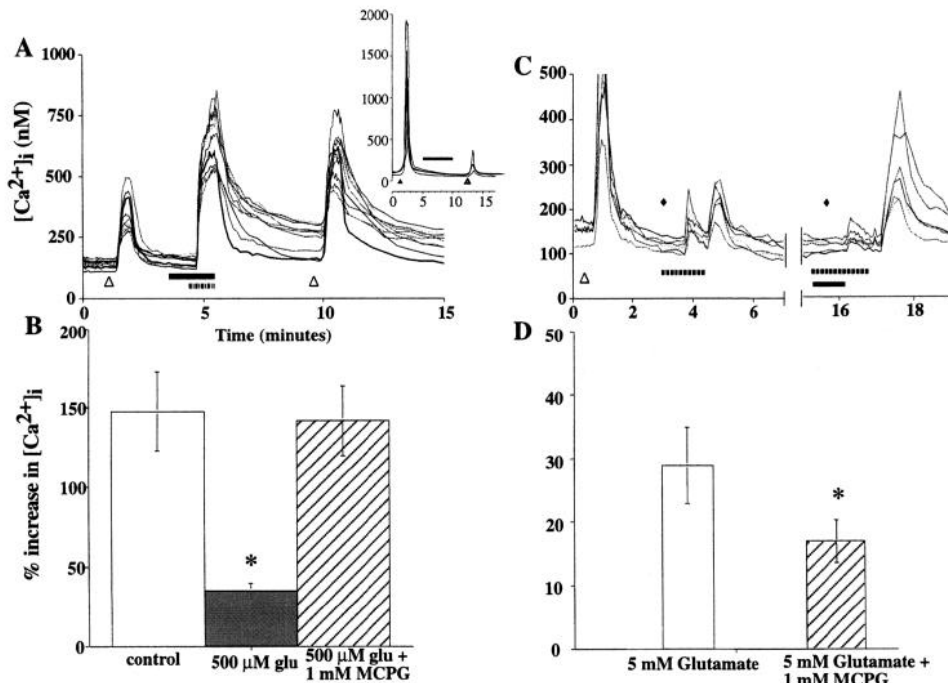 A
1000
750
500
250
0
[Ca²⁺]i (nM)
0 5 10 15
Time (minutes)
2000
1500
1000
500
0
0 5 10 15
C
500
400
300
200
100
0
0 2 4 6 16 18
B
200
150
100
50
0
% increase in [Ca²⁺]i
*
control
500 µM glu
500 µM glu +
1 mM MCPG
D
50
40
30
20
10
0
*
5 mM Glutamate
5 mM Glutamate +
1 mM MCPG